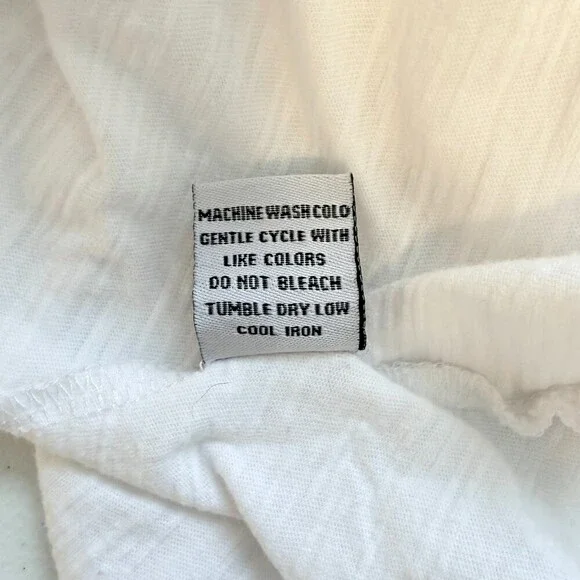 MACHINE WASH COLD
GENTLE CYCLE WITH
LIKE COLORS
DO NOT BLEACH
TUMBLE DRY LOW
COOL IRON